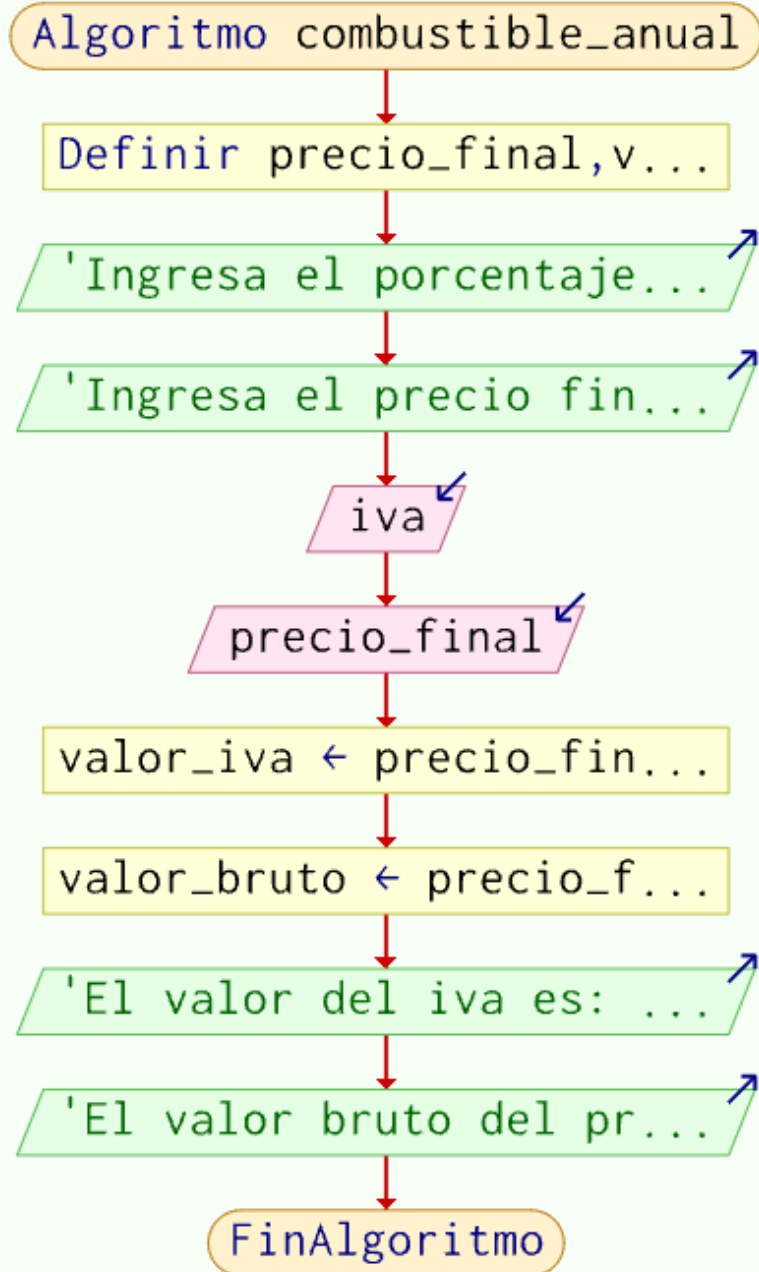 Algoritmo combustible_anual
Definir precio_final,v...
'Ingresa el porcentaje...
'Ingresa el precio fin...
iva
precio_final
valor_iva ← precio_fin...
valor_bruto ← precio_f...
'El valor del iva es: ...
'El valor bruto del pr...
FinAlgoritmo